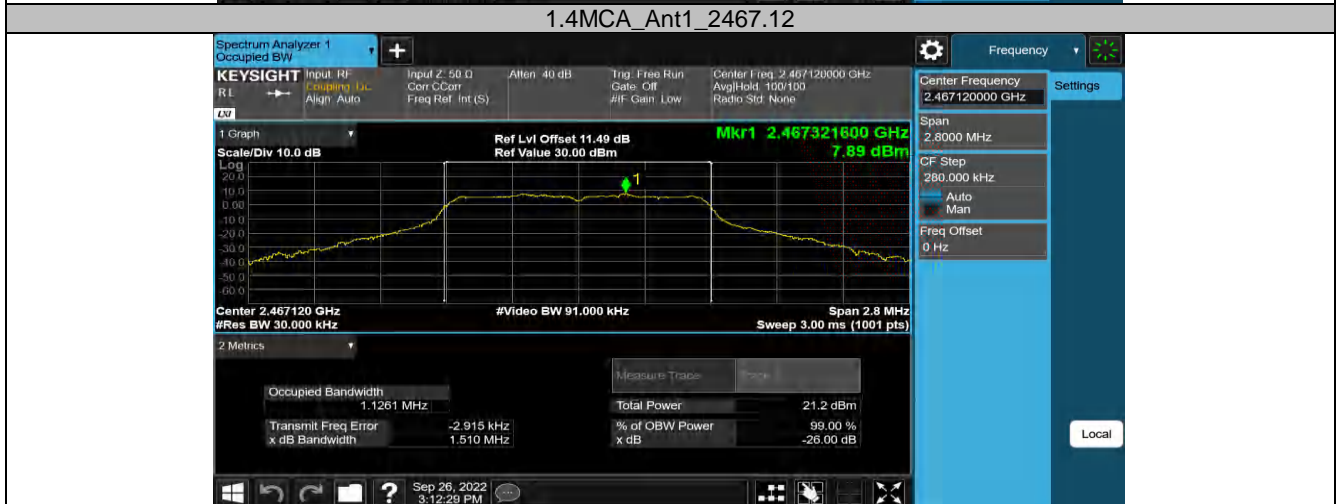 1.4MCA_Ant1_2467.12
Spectrum Analyzer 1
Occupied BW
Frequency
KEYSIGHT Input: RF Input Z: 50 Ω Atten: 40 dB Trig: Free Run Center Freq: 2.467120000 GHz
RL Coupling: DC Corr CCorr Gate: Off Avg|Hold: 100/100
Align: Auto Freq Ref: Int (S) #IF Gain: Low Radio Std: None
LXI
Center Frequency
2.467120000 GHz
Settings
Span
2.8000 MHz
CF Step
280.000 kHz
Auto
Man
Freq Offset
0 Hz
1 Graph
Ref Lvl Offset 11.49 dB
Mkr1 2.467321600 GHz
Scale/Div 10.0 dB
Ref Value 30.00 dBm
7.89 dBm
Log
20.0
10.0
0.00
-10.0
-20.0
-30.0
-40.0
-50.0
-60.0
1
Center 2.467120 GHz #Video BW 91.000 kHz Span 2.8 MHz
#Res BW 30.000 kHz Sweep 3.00 ms (1001 pts)
2 Metrics
Measure Trace
Occupied Bandwidth
1.1261 MHz
Total Power 21.2 dBm
Transmit Freq Error -2.915 kHz % of OBW Power 99.00 %
x dB Bandwidth 1.510 MHz x dB -26.00 dB
Local
? Sep 26, 2022
3:12:29 PM